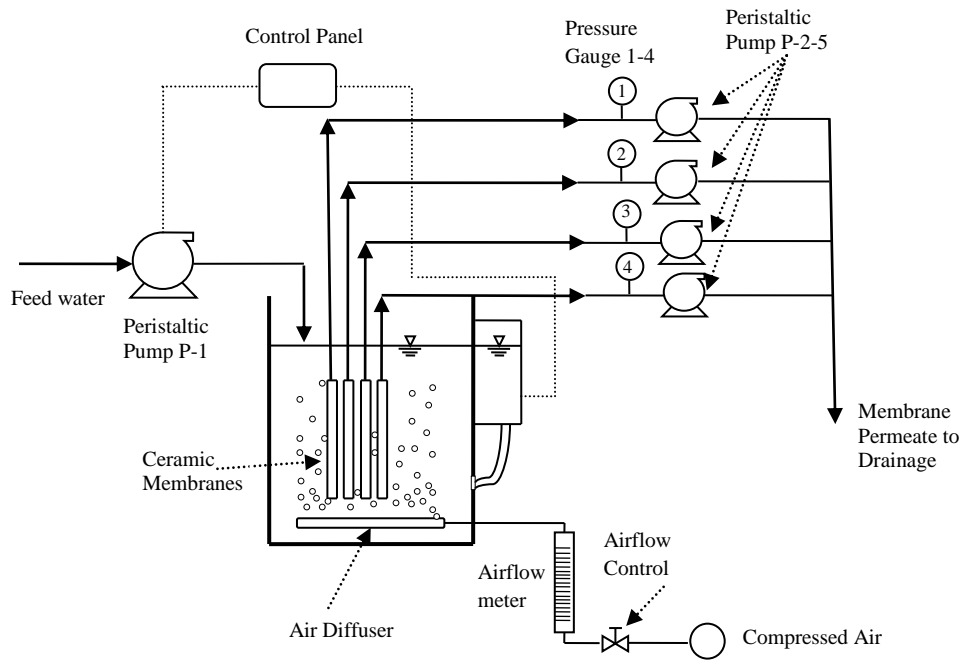 Control Panel
Pressure
Gauge 1-4
Peristaltic
Pump P-2-5
1
2
3
4
Feed water
Peristaltic
Pump P-1
Ceramic
Membranes
Air Diffuser
Airflow
meter
Airflow
Control
Compressed Air
Membrane
Permeate to
Drainage